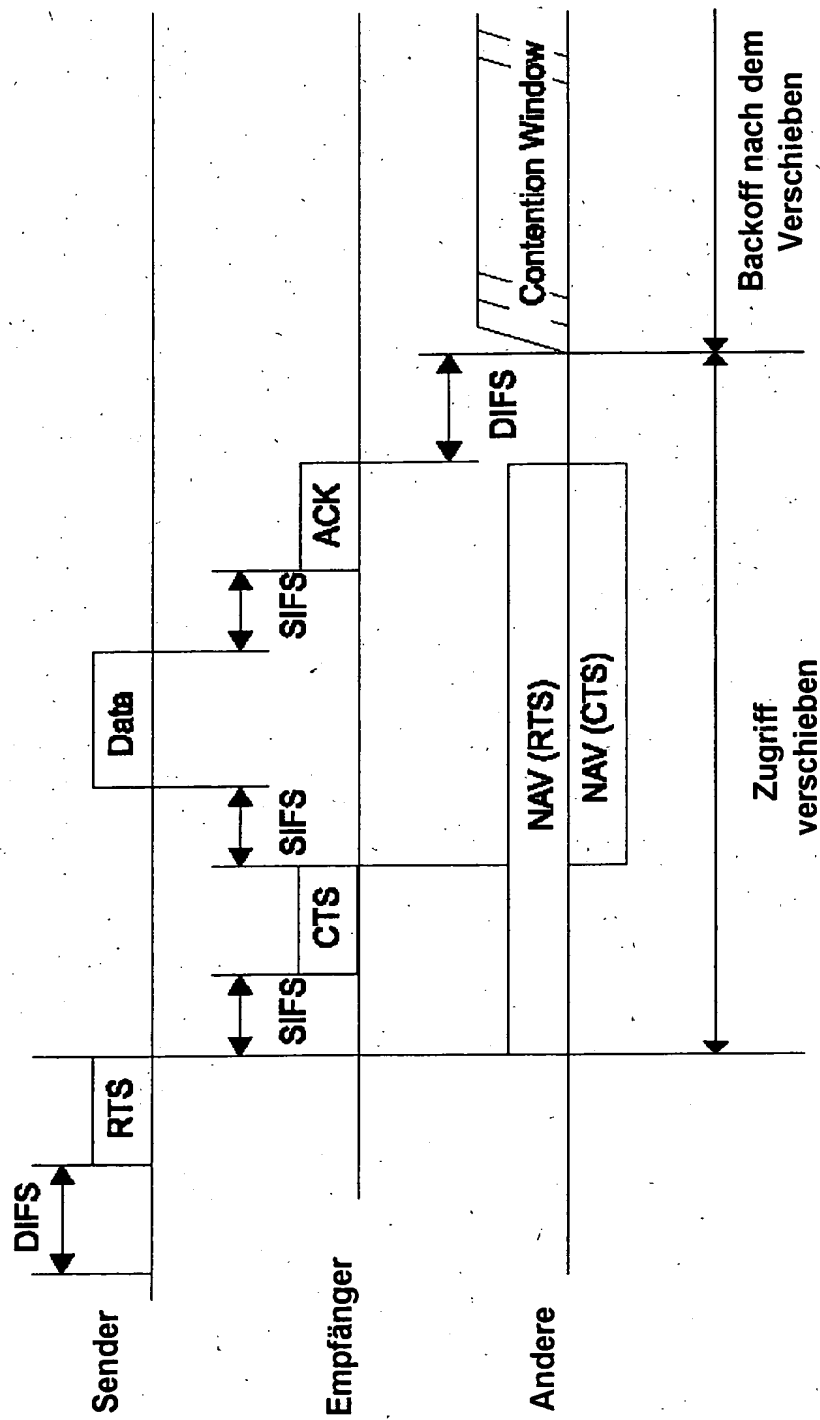 DIFS
Sender
RTS
Data
SIFS
SIFS
SIFS
Empfänger
CTS
ACK
DIFS
Andere
NAV (RTS)
NAV (CTS)
Contention Window
Zugriff
verschieben
Backoff nach dem
Verschieben